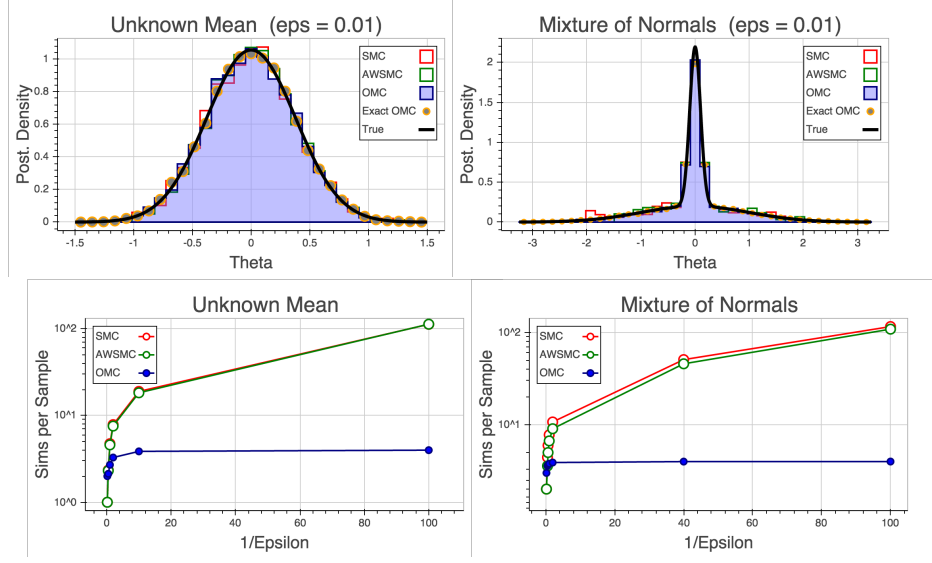 Unknown Mean (eps = 0.01)
Post. Density
1
0.8
0.6
0.4
0.2
0
SMC
AWSMC
OMC
Exact OMC
True
-1.5 -1 -0.5 0 0.5 1 1.5
Theta
Mixture of Normals (eps = 0.01)
Post. Density
2
1.5
1
0.5
0
SMC
AWSMC
OMC
Exact OMC
True
-3 -2 -1 0 1 2 3
Theta
Unknown Mean
Sims per Sample
10^2
10^1
10^0
SMC
AWSMC
OMC
0 20 40 60 80 100
1/Epsilon
Mixture of Normals
Sims per Sample
10^2
10^1
SMC
AWSMC
OMC
0 20 40 60 80 100
1/Epsilon